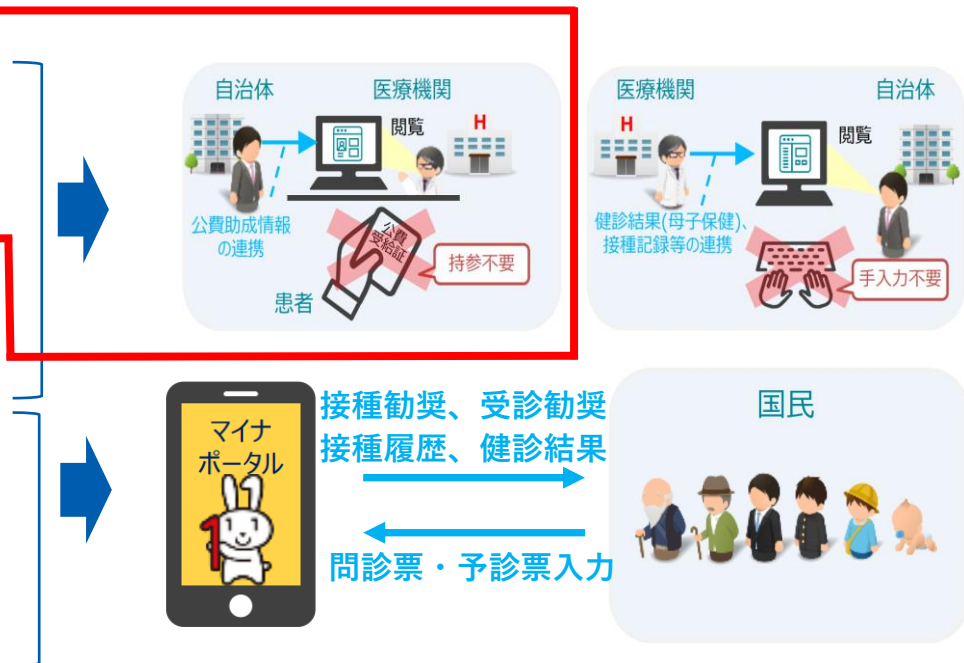 自治体
医療機関
閲覧
H
公費助成情報
の連携
公費
受給証
持参不要
患者
医療機関
自治体
H
閲覧
健診結果(母子保健)、
接種記録等の連携
手入力不要
マイナ
ポータル
1
接種勧奨、受診勧奨
接種履歴、健診結果
問診票・予診票入力
国民